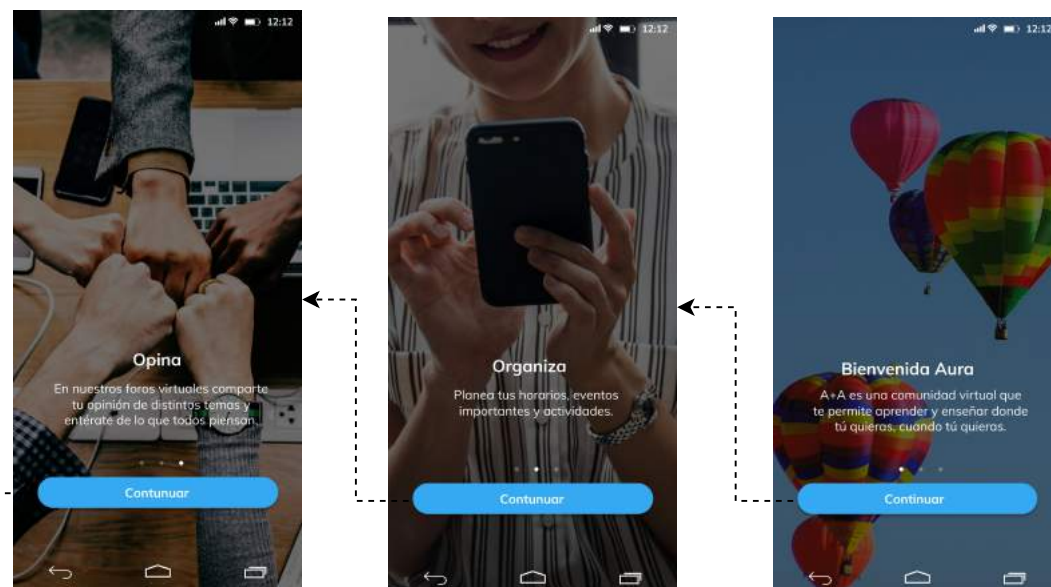 12:12
Opina
En nuestros foros virtuales comparte
tu opinión de distintos temas y
entérate de lo que todos piensan.
Contunuar
12:12
Organiza
Planea tus horarios, eventos
importantes y actividades.
Contunuar
12:12
Bienvenida Aura
A+A es una comunidad virtual que
te permite aprender y enseñar donde
tú quieras, cuando tú quieras.
Continuar